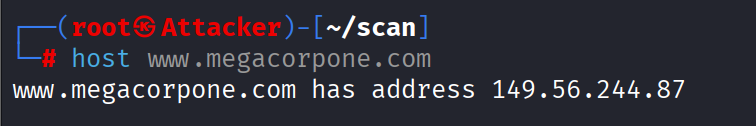 ┌──(root㉿Attacker)-[~/scan]
└─# host www.megacorpone.com
www.megacorpone.com has address 149.56.244.87